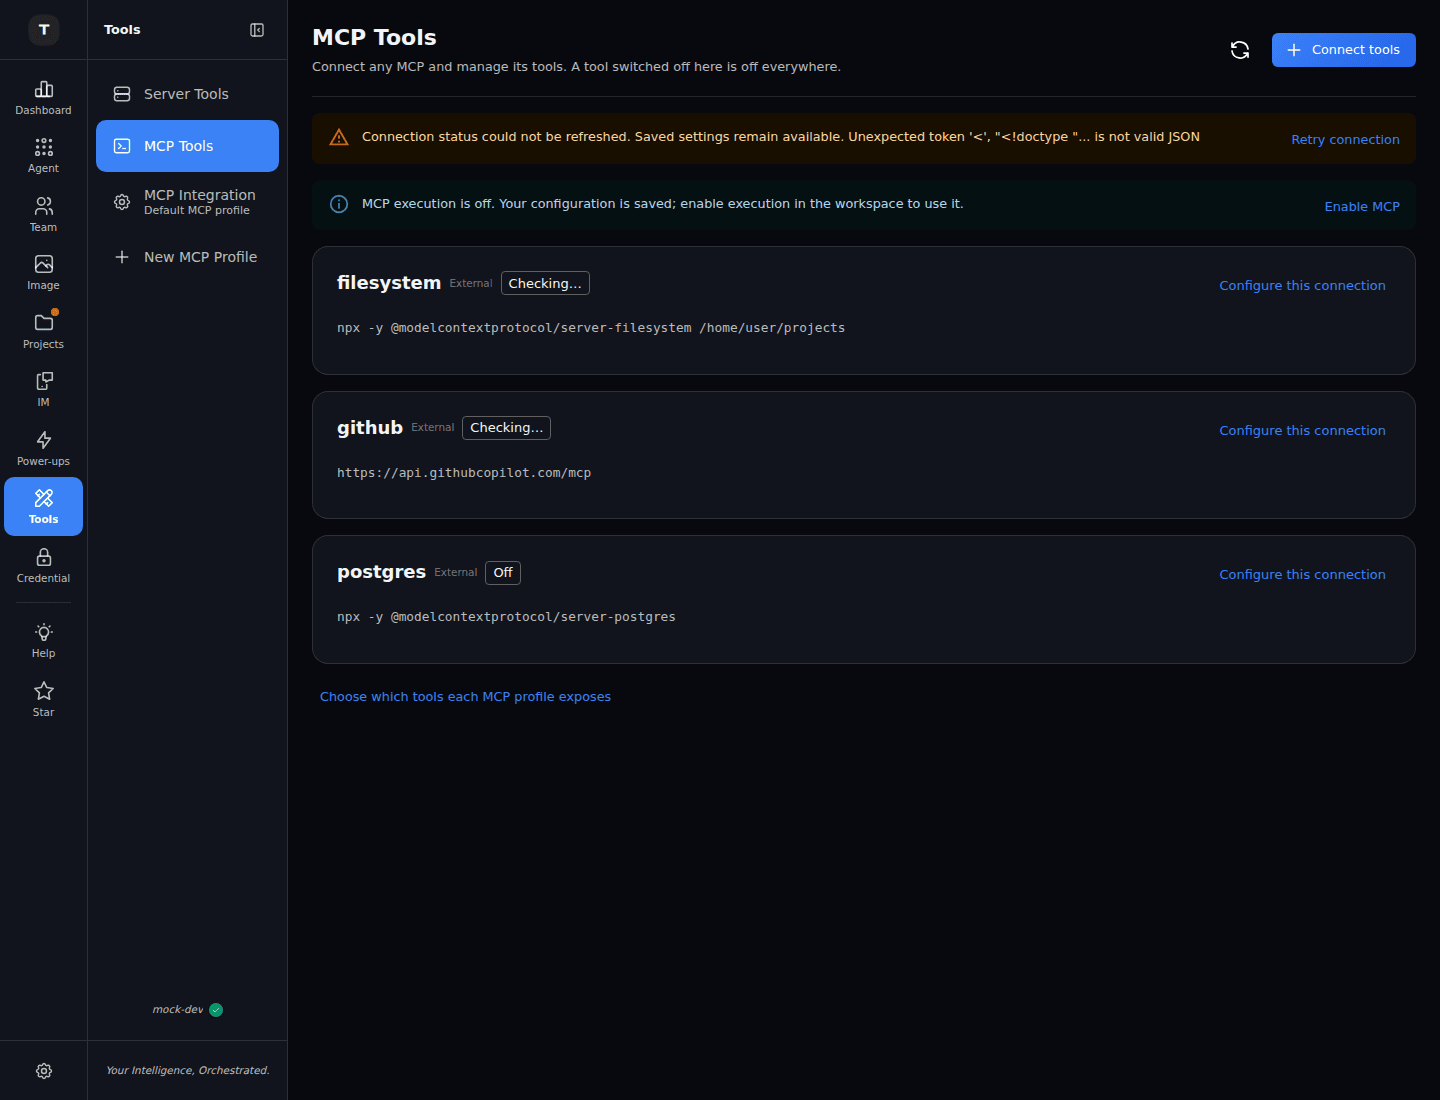 T
Tools
Dashboard
Agent
Team
Image
Projects
IM
Power-ups
Tools
Credential
Help
Star
Server Tools
MCP Tools
MCP Integration
Default MCP profile
New MCP Profile
mock-dev
Your Intelligence, Orchestrated.
MCP Tools
Connect any MCP and manage its tools. A tool switched off here is off everywhere.
Connect tools
Connection status could not be refreshed. Saved settings remain available. Unexpected token '<', "<!doctype "... is not valid JSON
Retry connection
MCP execution is off. Your configuration is saved; enable execution in the workspace to use it.
Enable MCP
filesystem External Checking...
Configure this connection
npx -y @modelcontextprotocol/server-filesystem /home/user/projects
github External Checking...
Configure this connection
https://api.githubcopilot.com/mcp
postgres External Off
Configure this connection
npx -y @modelcontextprotocol/server-postgres
Choose which tools each MCP profile exposes